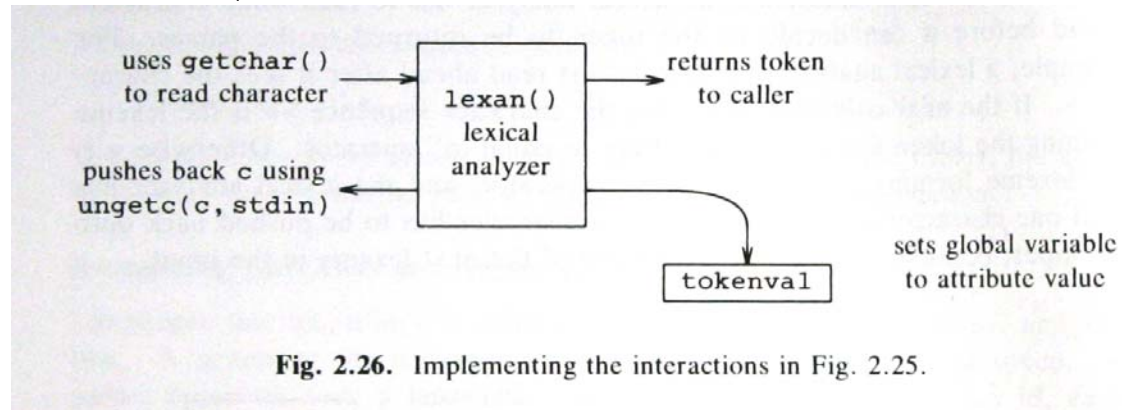 uses getchar()
to read character
lexan()
lexical
analyzer
returns token
to caller
pushes back c using
ungetc(c,stdin)
sets global variable
to attribute value
tokenval
Fig. 2.26. Implementing the interactions in Fig. 2.25.